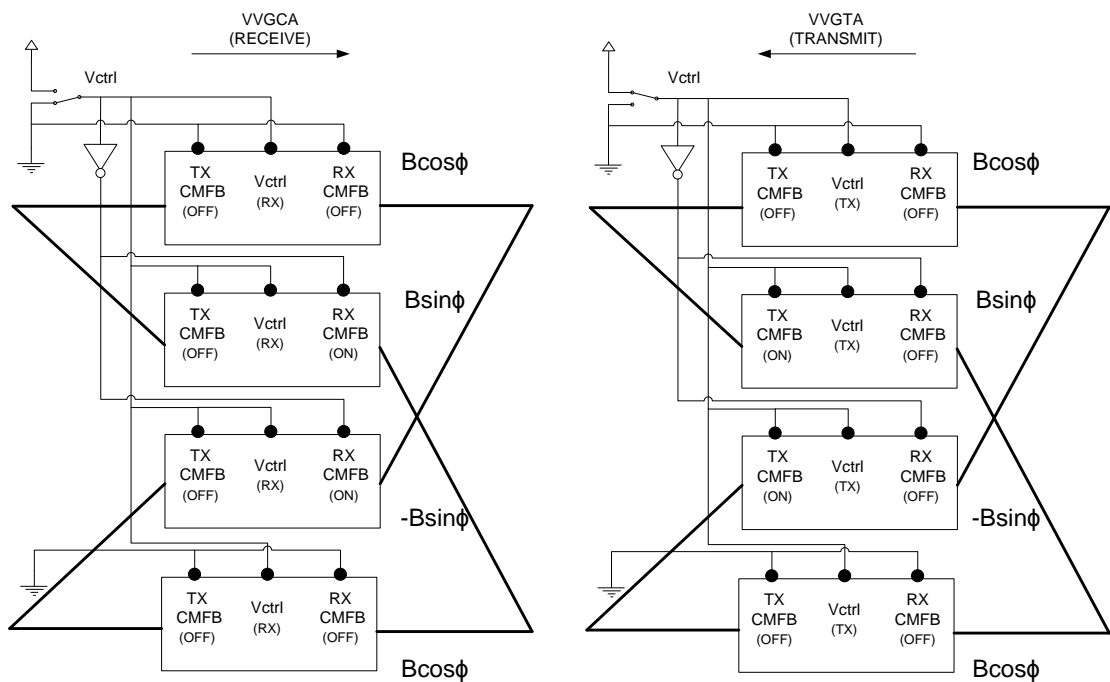 VVGCA
(RECEIVE)
Vctrl
TX
CMFB
(OFF)
Vctrl
(RX)
RX
CMFB
(OFF)
Bcosϕ
TX
CMFB
(OFF)
Vctrl
(RX)
RX
CMFB
(ON)
Bsinϕ
TX
CMFB
(OFF)
Vctrl
(RX)
RX
CMFB
(ON)
-Bsinϕ
TX
CMFB
(OFF)
Vctrl
(RX)
RX
CMFB
(OFF)
Bcosϕ
VVGTA
(TRANSMIT)
Vctrl
TX
CMFB
(OFF)
Vctrl
(TX)
RX
CMFB
(OFF)
Bcosϕ
TX
CMFB
(ON)
Vctrl
(TX)
RX
CMFB
(OFF)
Bsinϕ
TX
CMFB
(ON)
Vctrl
(TX)
RX
CMFB
(OFF)
-Bsinϕ
TX
CMFB
(OFF)
Vctrl
(TX)
RX
CMFB
(OFF)
Bcosϕ